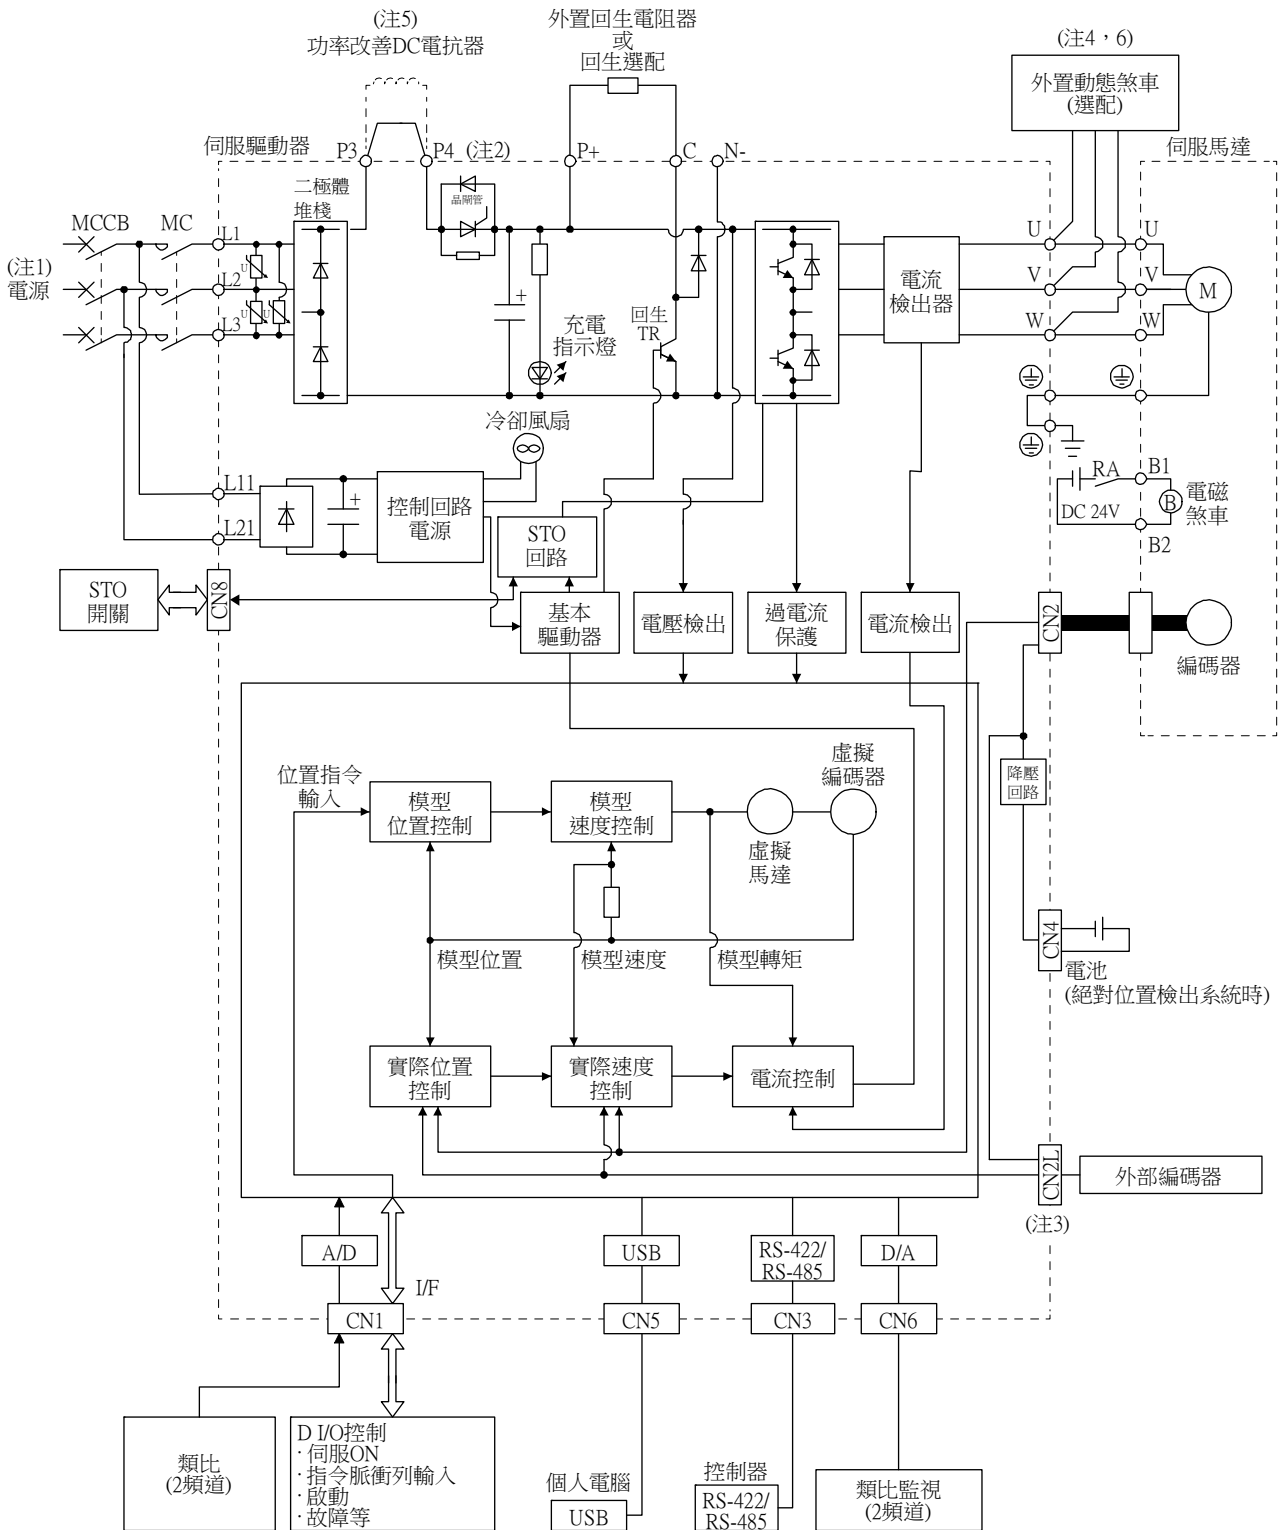 (注5)
功率改善DC電抗器
外置回生電阻器
或
回生選配
(注4，6)
外置動態煞車
(選配)
伺服驅動器
P3
P4
(注2)
P+
C
N-
伺服馬達
二極體
堆棧
晶閘管
MCCB
MC
L1
L2
L3
U
U
U
(注1)
電源
+
充電
指示燈
回生
TR
電流
檢出器
U
V
W
U
V
W
M
冷卻風扇
L11
L21
+
控制回路
電源
STO
回路
RA
DC 24V
B1
B
B2
電磁
煞車
STO
開關
CN8
基本
驅動器
電壓檢出
過電流
保護
電流檢出
CN2
編碼器
位置指令
輸入
模型
位置控制
模型
速度控制
虛擬
馬達
虛擬
編碼器
降壓
回路
模型位置
模型速度
模型轉矩
CN4
電池
(絕對位置檢出系統時)
實際位置
控制
實際速度
控制
電流控制
CN2L
外部編碼器
(注3)
A/D
I/F
USB
RS-422/
RS-485
D/A
CN1
CN5
CN3
CN6
類比
(2頻道)
D I/O控制
·伺服ON
·指令脈衝列輸入
·啟動
·故障等
個人電腦
USB
控制器
RS-422/
RS-485
類比監視
(2頻道)